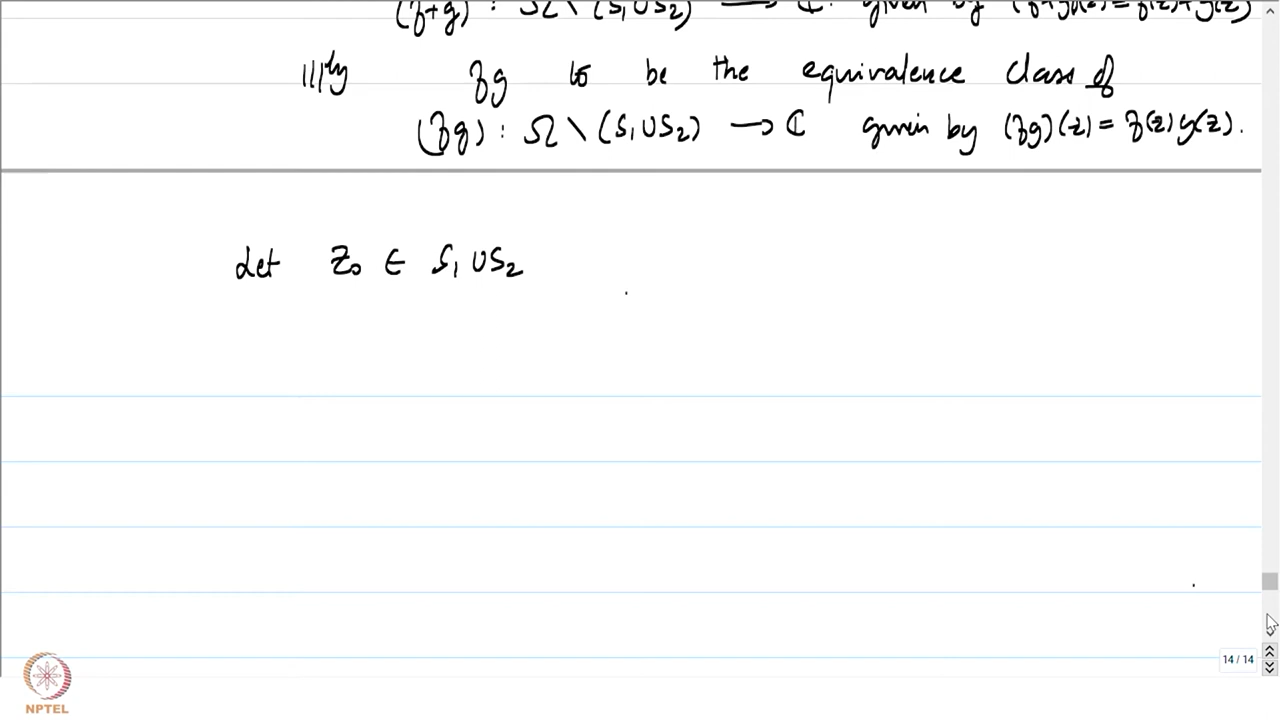 (f+g) : Ω \ (S₁∪S₂) → ℂ. given by (f+g)(z) = f(z)+g(z)
|||ly fg to be the equivalence class of
(fg) : Ω \ (S₁∪S₂) → ℂ given by (fg)(z) = f(z)g(z).
Let z₀ ∈ S₁∪S₂
14 / 14
NPTEL